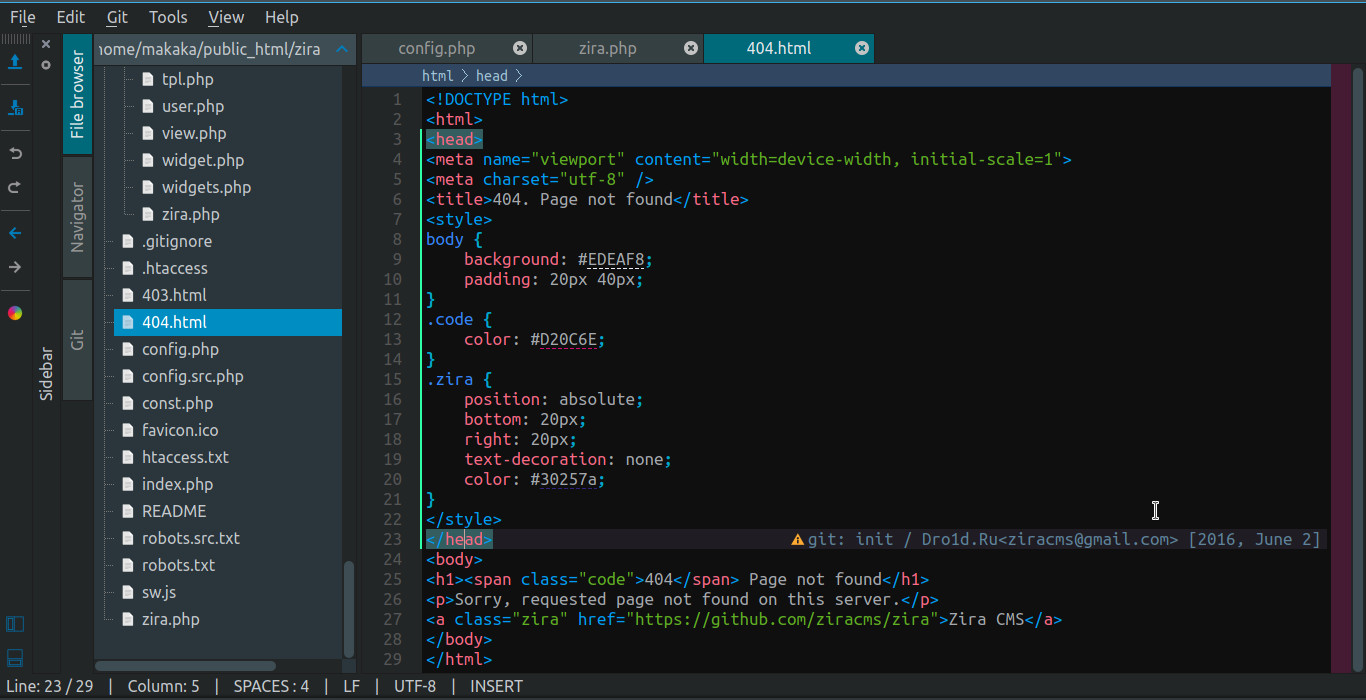 File Edit Git Tools View Help
Sidebar
File browser
Navigator
Git
home/makaka/public_html/zira
tpl.php
user.php
view.php
widget.php
widgets.php
zira.php
.gitignore
.htaccess
403.html
404.html
config.php
config.src.php
const.php
favicon.ico
htaccess.txt
index.php
README
robots.src.txt
robots.txt
sw.js
zira.php
config.php zira.php 404.html
html > head >
1 <!DOCTYPE html>
2 <html>
3 <head>
4 <meta name="viewport" content="width=device-width, initial-scale=1">
5 <meta charset="utf-8" />
6 <title>404. Page not found</title>
7 <style>
8 body {
9     background: #EDEAF8;
10     padding: 20px 40px;
11 }
12 .code {
13     color: #D20C6E;
14 }
15 .zira {
16     position: absolute;
17     bottom: 20px;
18     right: 20px;
19     text-decoration: none;
20     color: #30257a;
21 }
22 </style>
23 </head> git: init / Dro1d.Ru<ziracms@gmail.com> [2016, June 2]
24 <body>
25 <h1><span class="code">404</span> Page not found</h1>
26 <p>Sorry, requested page not found on this server.</p>
27 <a class="zira" href="https://github.com/ziracms/zira">Zira CMS</a>
28 </body>
29 </html>
Line: 23 / 29 | Column: 5 | SPACES : 4 | LF | UTF-8 | INSERT